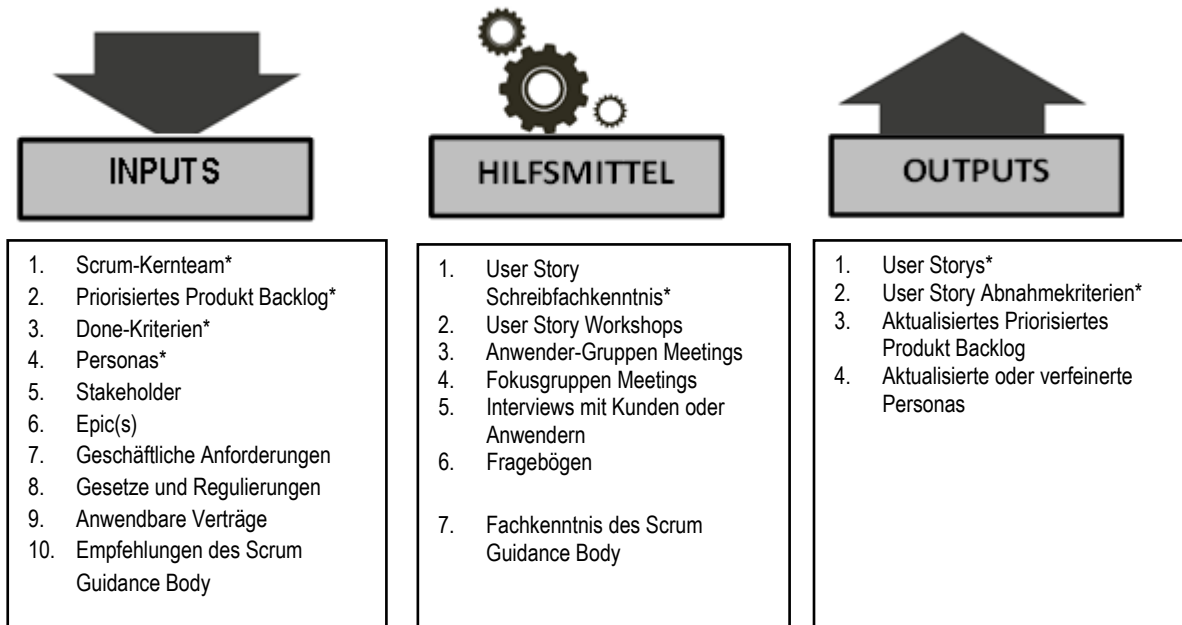 INPUTS
1. Scrum-Kernteam*
2. Priorisiertes Produkt Backlog*
3. Done-Kriterien*
4. Personas*
5. Stakeholder
6. Epic(s)
7. Geschäftliche Anforderungen
8. Gesetze und Regulierungen
9. Anwendbare Verträge
10. Empfehlungen des Scrum
Guidance Body
HILFSMITTEL
1. User Story
Schreibfachkenntnis*
2. User Story Workshops
3. Anwender-Gruppen Meetings
4. Fokusgruppen Meetings
5. Interviews mit Kunden oder
Anwendern
6. Fragebögen
7. Fachkenntnis des Scrum
Guidance Body
OUTPUTS
1. User Storys*
2. User Story Abnahmekriterien*
3. Aktualisiertes Priorisiertes
Produkt Backlog
4. Aktualisierte oder verfeinerte
Personas